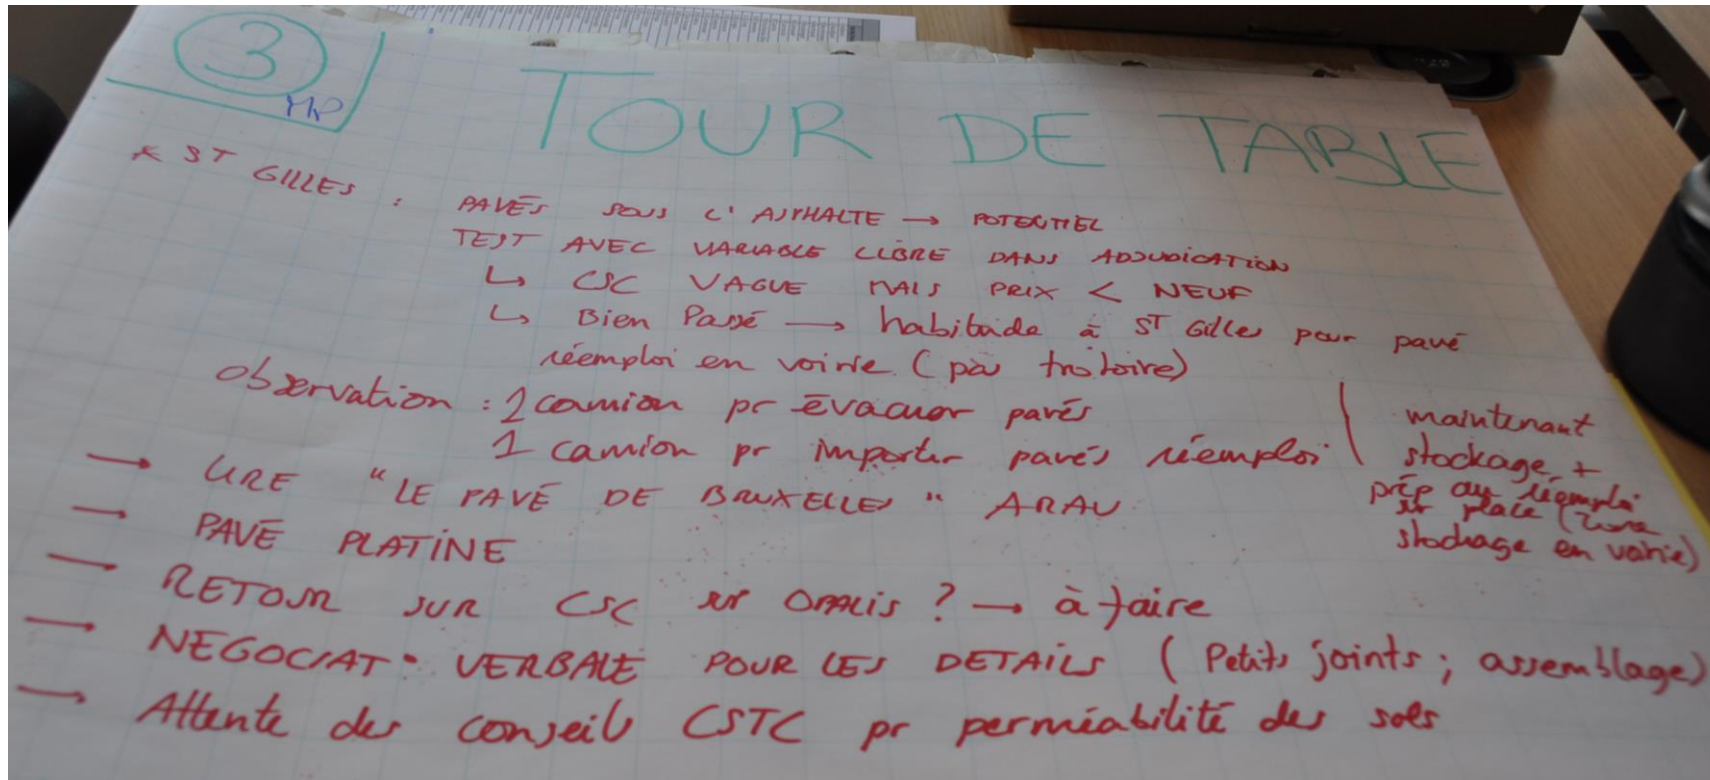 3
MP
TOUR DE TABLE
* ST GILLES : PAVÉS SOUS L'ASPHALTE → POTENTIEL
TEST AVEC VARIABLE LIBRE DANS ADJUDICATION
↳ CSC VAGUE MAIS PRIX < NEUF
↳ Bien Passé → habitude à ST Gilles pour pavé
réemploi en voirie (pas trotoire)
observation : 1 camion pr évacuer pavés
1 camion pr importer pavés réemploi
maintenant
stockage +
prép au réemploi
sur place (zone
stockage en voirie)
→ LIRE "LE PAVÉ DE BRUXELLES" ARAU
→ PAVÉ PLATINE
→ RETOUR SUR CSC sur OPALIS ? → à faire
→ NEGOCIAT° VERBALE POUR LES DETAILS (Petits joints ; assemblage)
→ Attente des conseils CSTC pr perméabilité des sols